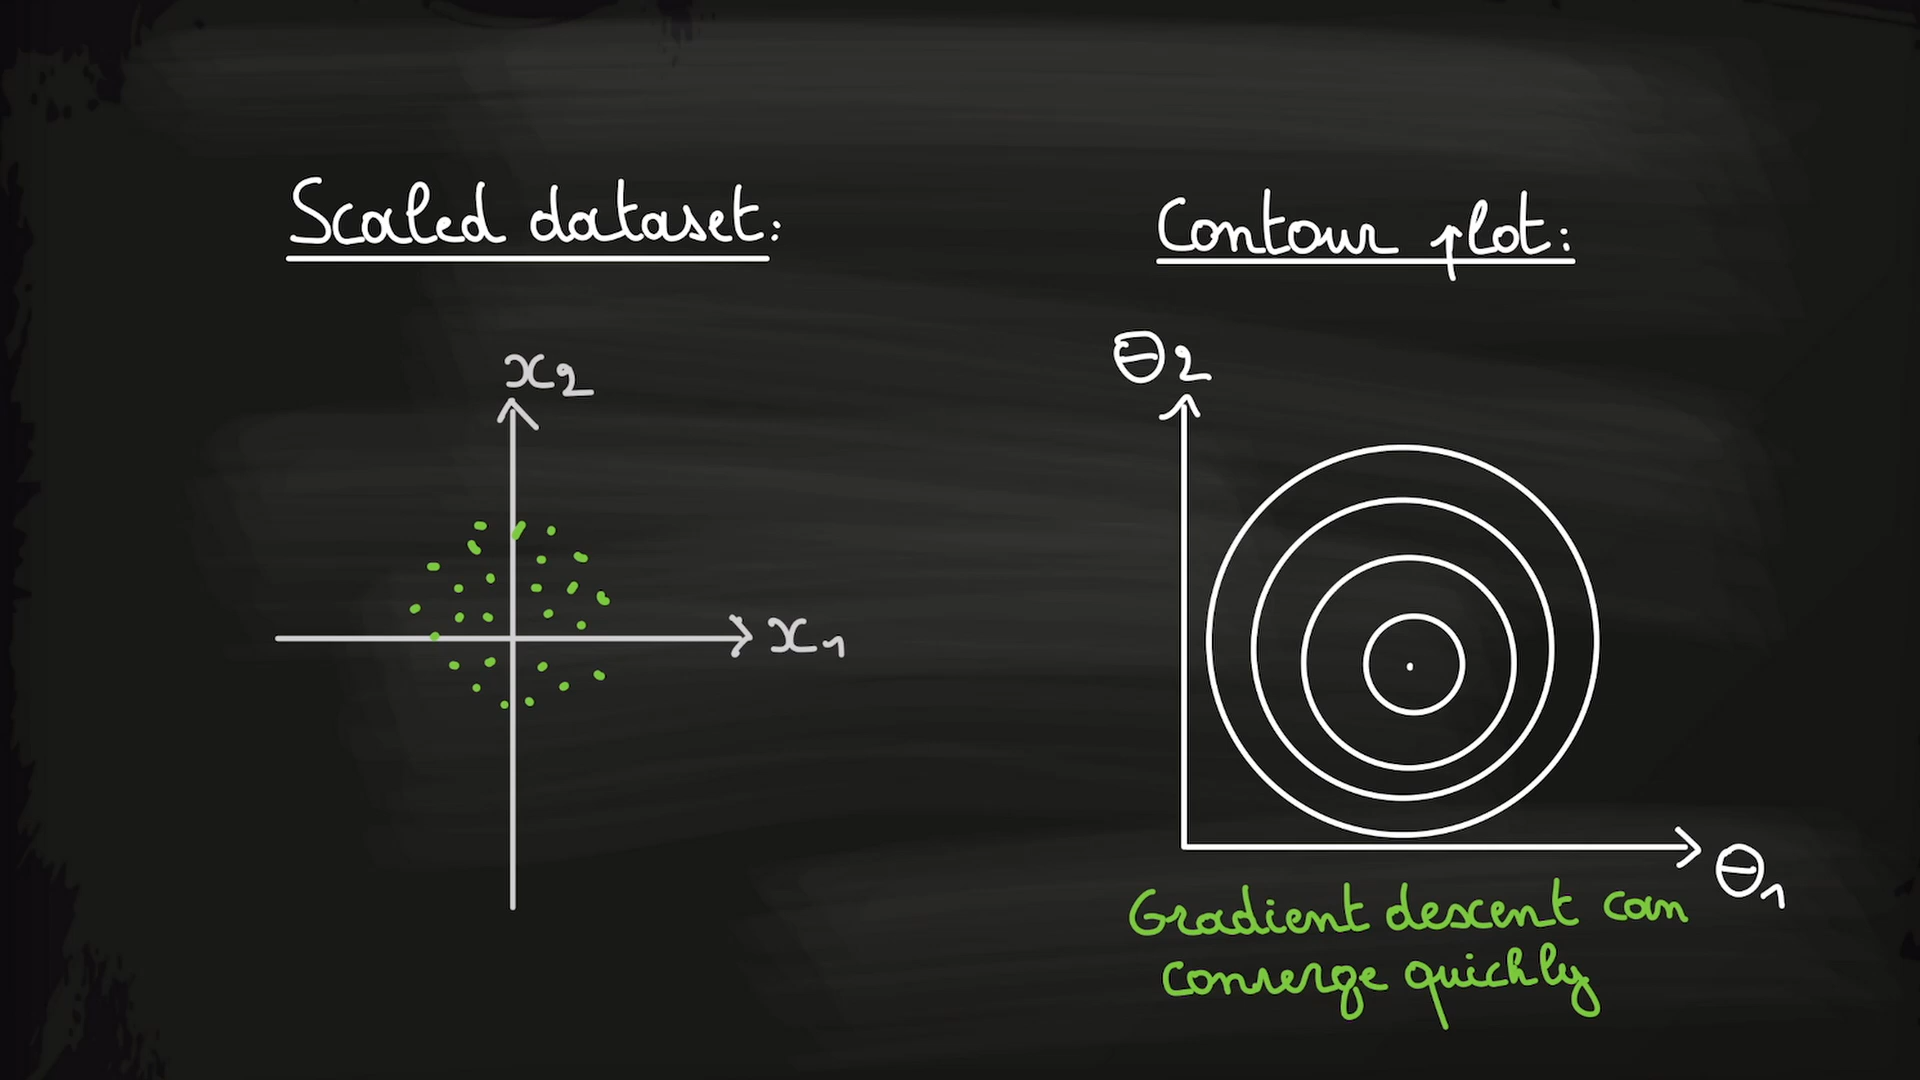 Scaled dataset:
Contour plot:
x2
x1
θ2
θ1
Gradient descent can
converge quickly